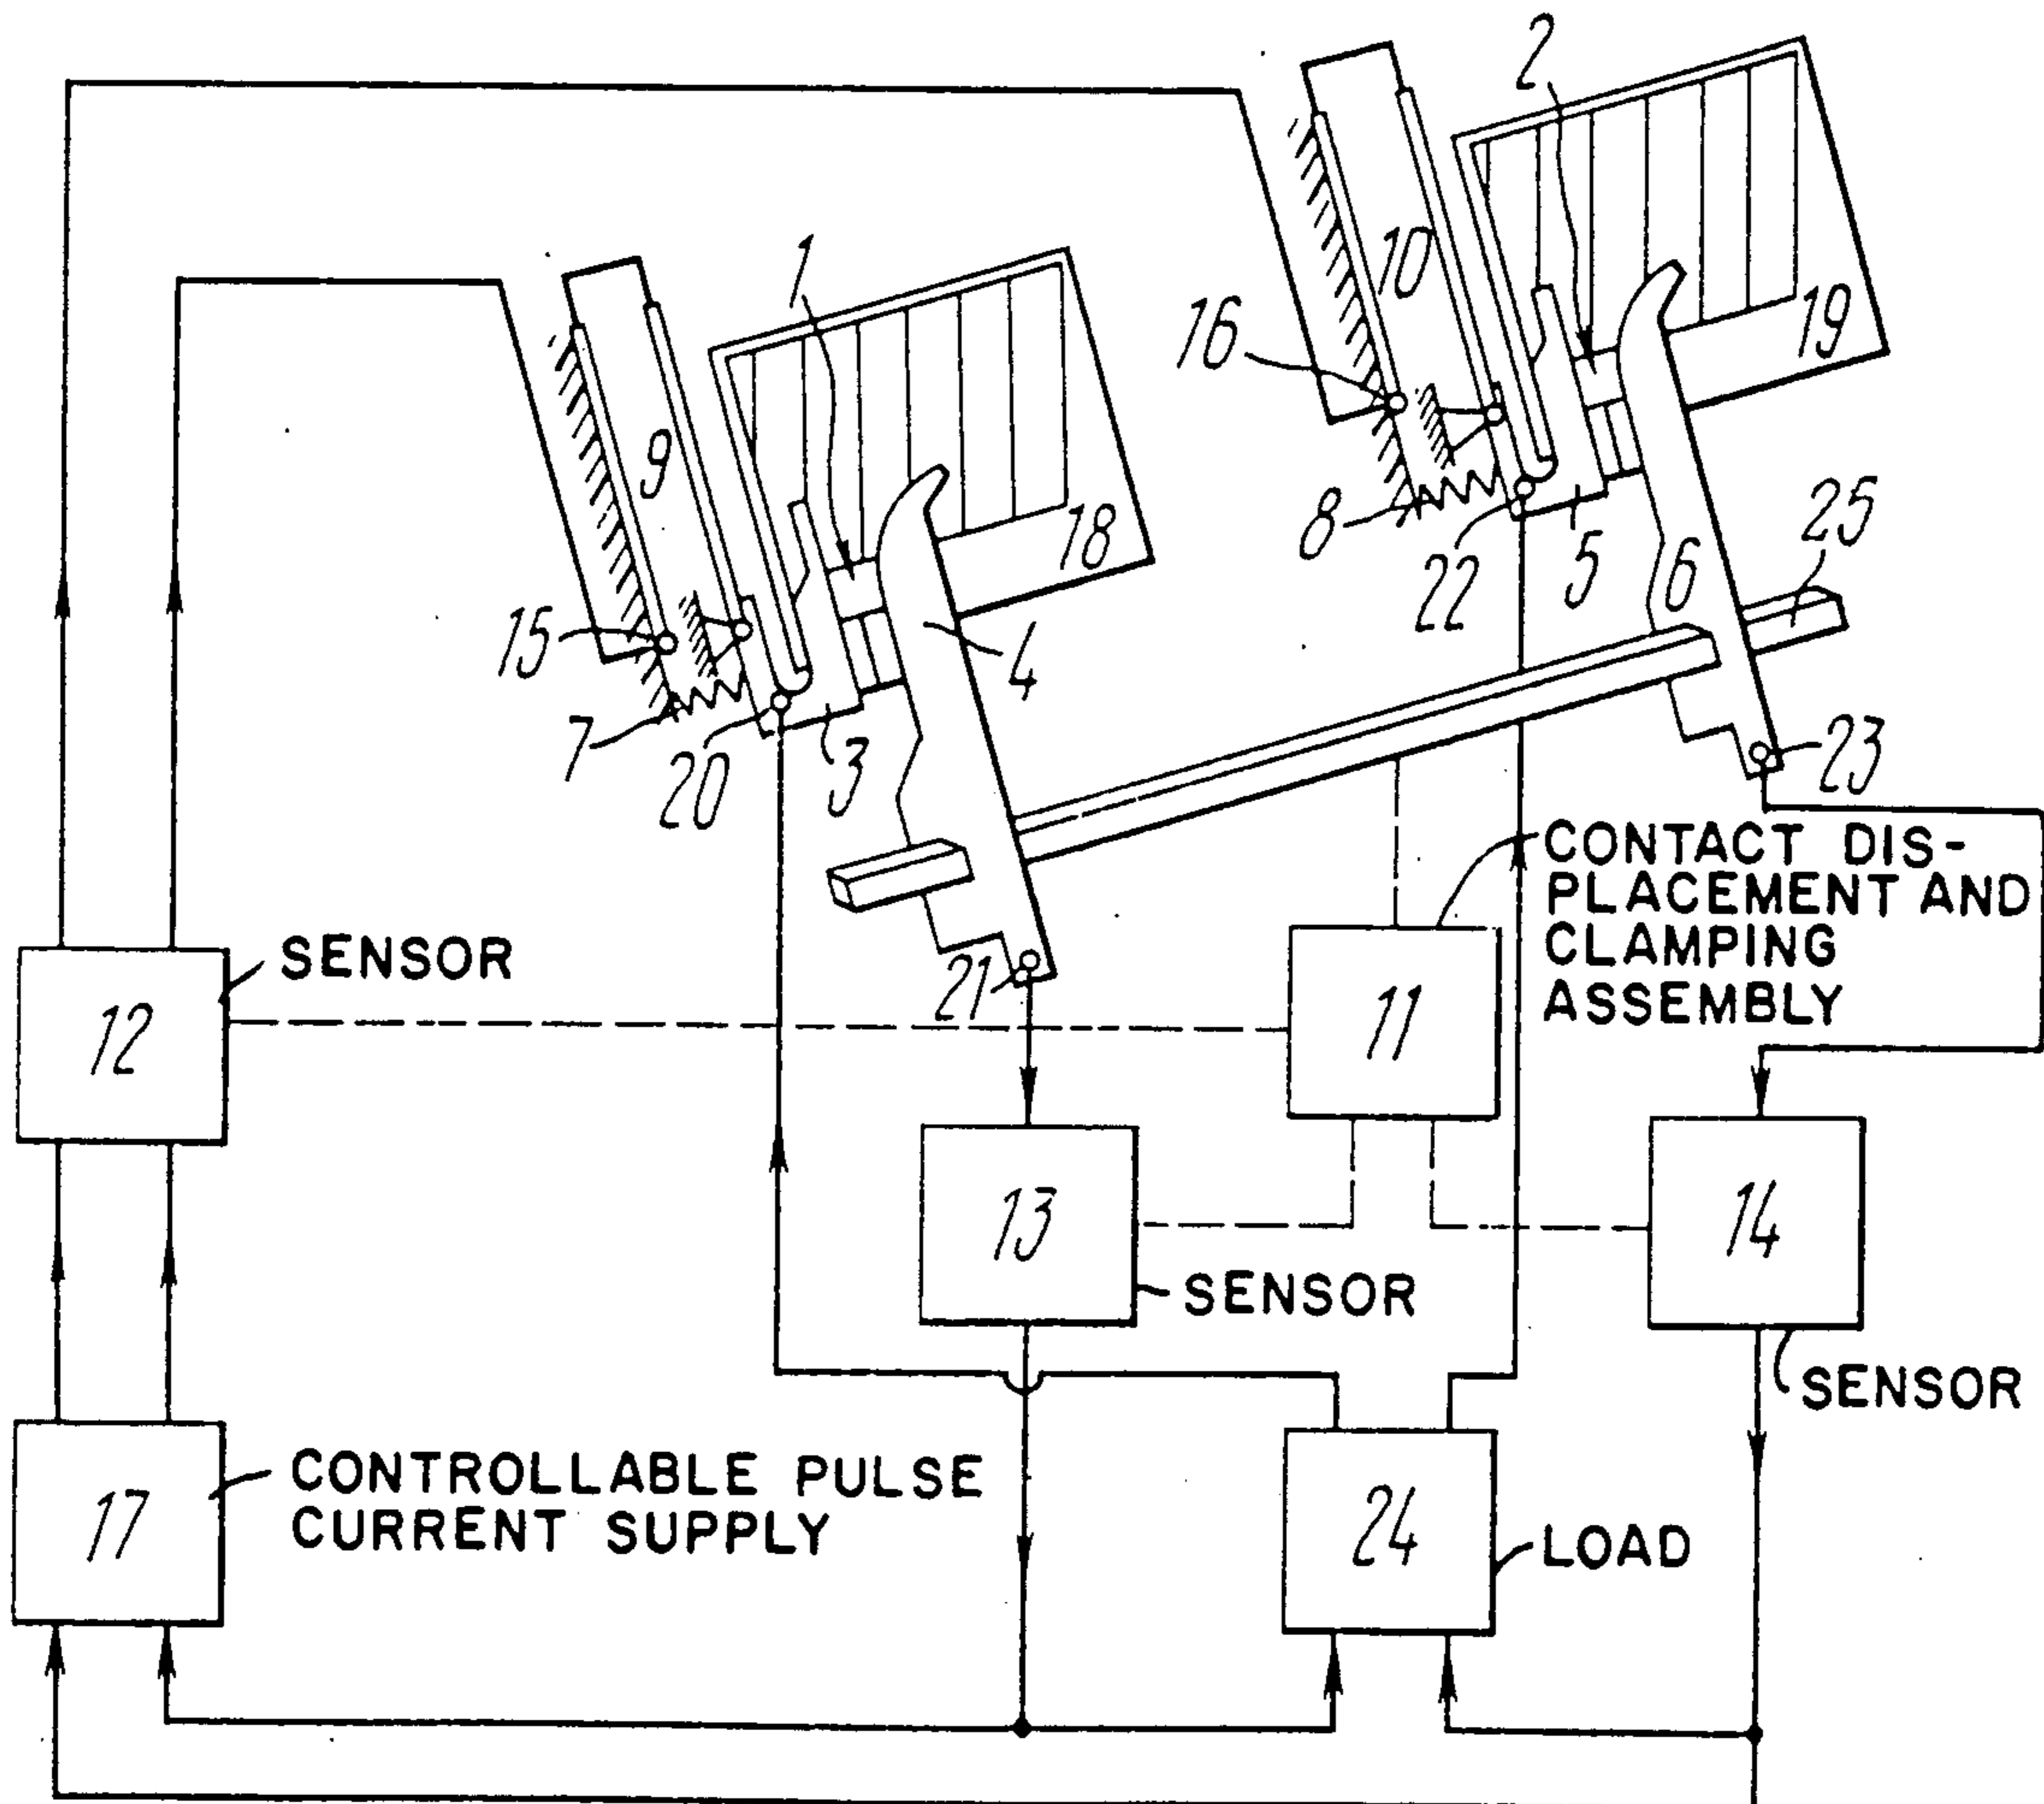 2
1
10
16
19
9
18
8
25
22
5
6
15
4
7
20
3
23
CONTACT DIS-
PLACEMENT AND
CLAMPING
ASSEMBLY
SENSOR
21
11
12
13
14
SENSOR
SENSOR
CONTROLLABLE PULSE
CURRENT SUPPLY
17
24
LOAD